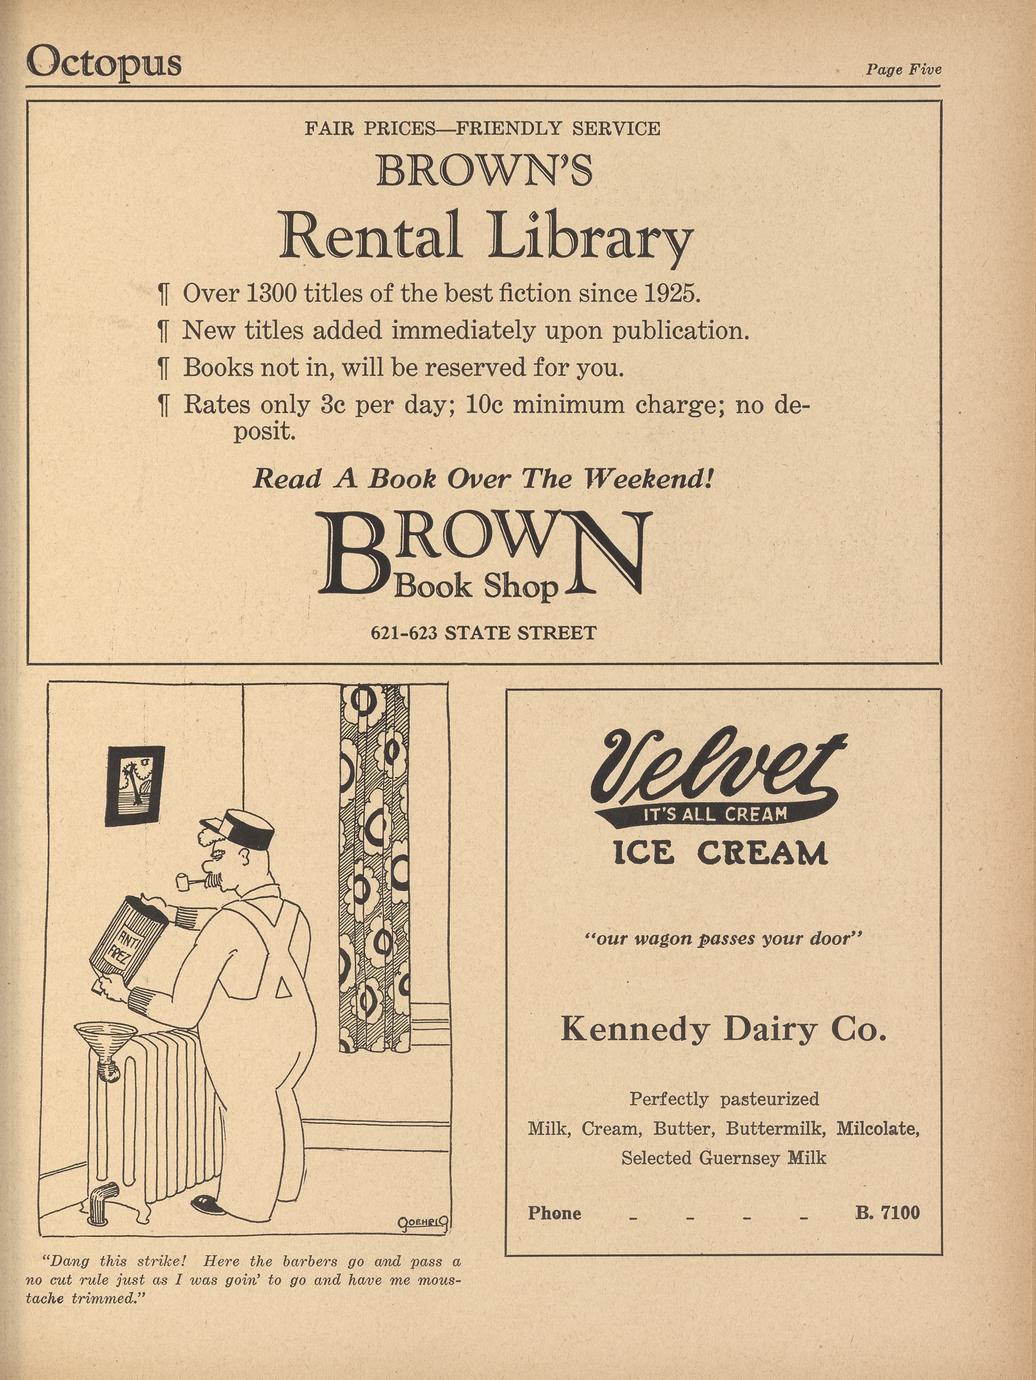 Octopus
Page Five
FAIR PRICES—FRIENDLY SERVICE
BROWN'S
Rental Library
¶ Over 1300 titles of the best fiction since 1925.
¶ New titles added immediately upon publication.
¶ Books not in, will be reserved for you.
¶ Rates only 3c per day; 10c minimum charge; no de-
posit.
Read A Book Over The Weekend!
BROWN
Book Shop
621-623 STATE STREET
ANTI
FREZ
GOEHRIG
"Dang this strike! Here the barbers go and pass a
no cut rule just as I was goin' to go and have me mous-
tache trimmed."
Velvet
IT'S ALL CREAM
ICE CREAM
"our wagon passes your door"
Kennedy Dairy Co.
Perfectly pasteurized
Milk, Cream, Butter, Buttermilk, Milcolate,
Selected Guernsey Milk
Phone - - - - B. 7100